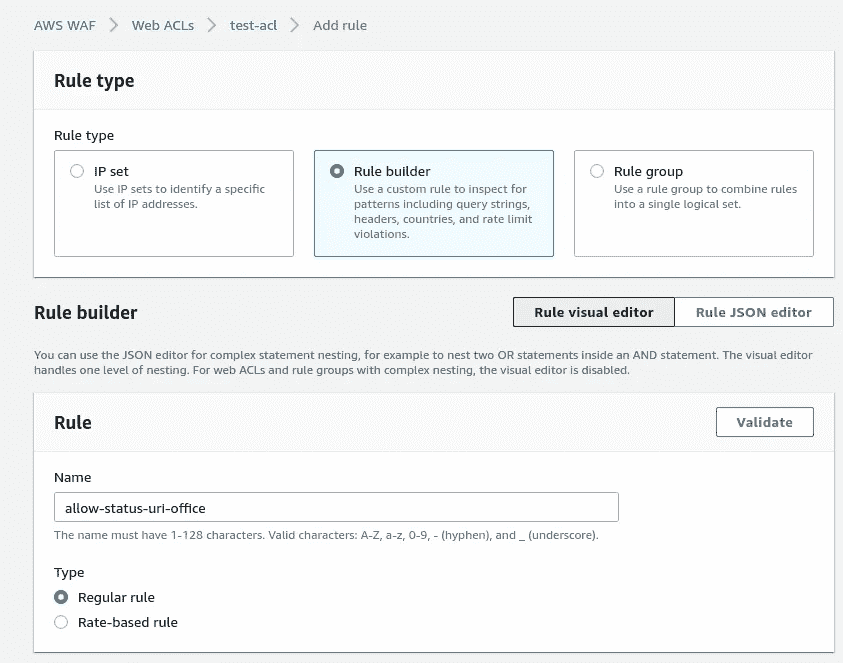 AWS WAF > Web ACLs > test-acl > Add rule
Rule type
Rule type
IP set
Use IP sets to identify a specific
list of IP addresses.
Rule builder
Use a custom rule to inspect for
patterns including query strings,
headers, countries, and rate limit
violations.
Rule group
Use a rule group to combine rules
into a single logical set.
Rule builder
Rule visual editor
Rule JSON editor
You can use the JSON editor for complex statement nesting, for example to nest two OR statements inside an AND statement. The visual editor
handles one level of nesting. For web ACLs and rule groups with complex nesting, the visual editor is disabled.
Rule
Validate
Name
allow-status-uri-office
The name must have 1-128 characters. Valid characters: A-Z, a-z, 0-9, - (hyphen), and _ (underscore).
Type
Regular rule
Rate-based rule